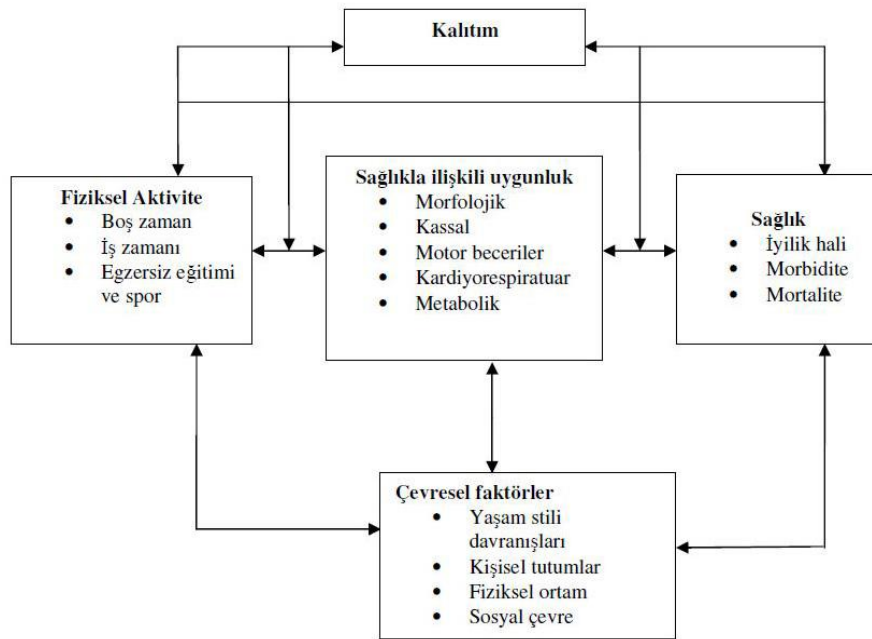 Kalıtım
Fiziksel Aktivite
• Boş zaman
• İş zamanı
• Egzersiz eğitimi
ve spor
Sağlıkla ilişkili uygunluk
• Morfolojik
• Kassal
• Motor beceriler
• Kardiyorespiratuar
• Metabolik
Sağlık
• İyilik hali
• Morbidite
• Mortalite
Çevresel faktörler
• Yaşam stili
davranışları
• Kişisel tutumlar
• Fiziksel ortam
• Sosyal çevre